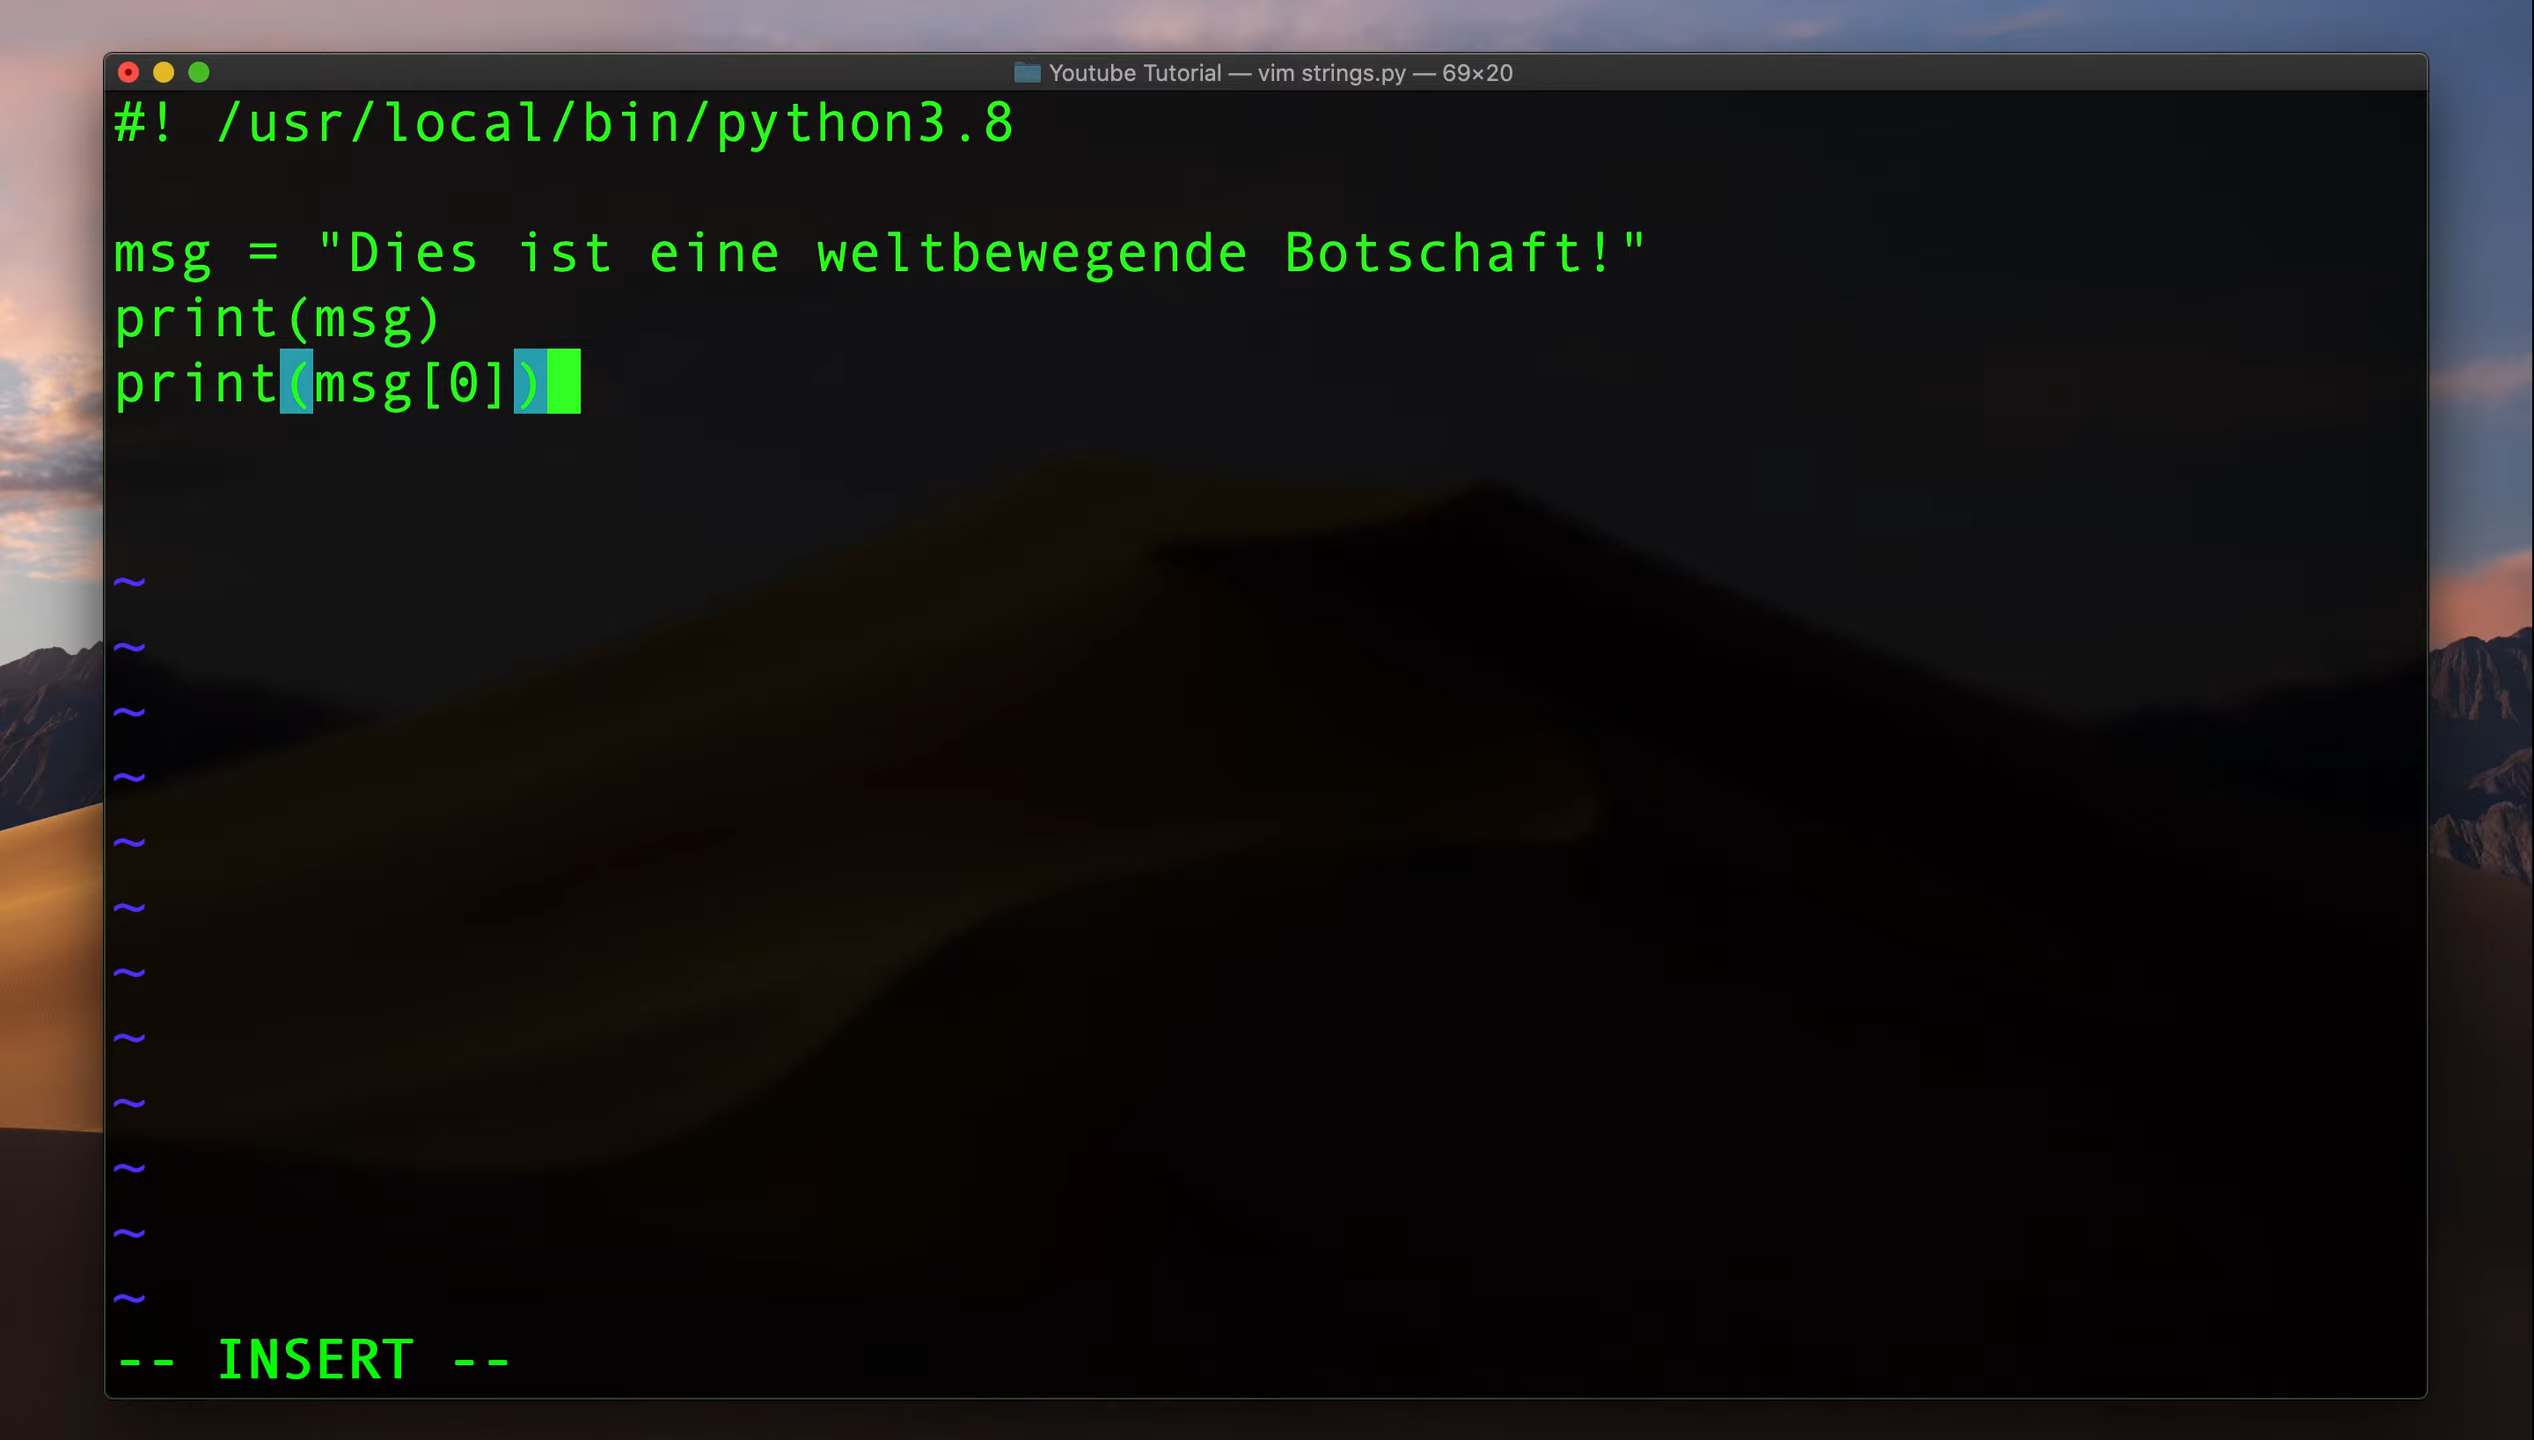 Youtube Tutorial — vim strings.py — 69×20
#! /usr/local/bin/python3.8
msg = "Dies ist eine weltbewegende Botschaft!"
print(msg)
print(msg[0])
~
~
~
~
~
~
~
~
~
~
~
~
-- INSERT --